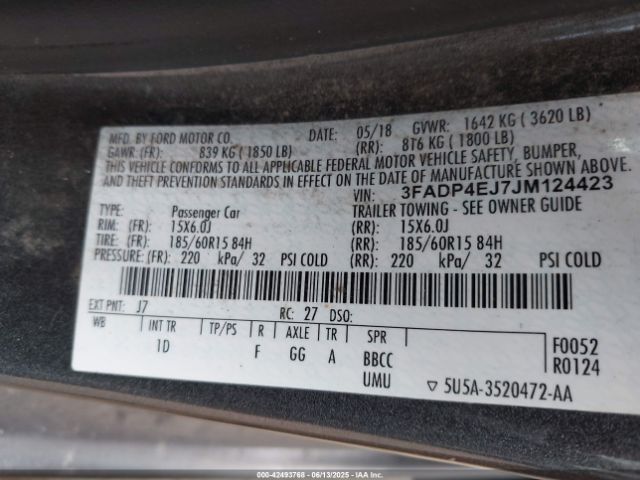 MFD. BY FORD MOTOR CO. DATE: 05/18 GVWR: 1642 KG ( 3620 LB)
GAWR: (FR): 839 KG ( 1850 LB) (RR): 816 KG ( 1800 LB)
THIS VEHICLE CONFORMS TO ALL APPLICABLE FEDERAL MOTOR VEHICLE SAFETY, BUMPER,
AND THEFT PREVENTION STANDARDS IN EFFECT ON THE DATE OF MANUFACTURE SHOWN ABOVE.
VIN: 3FADP4EJ7JM124423
TYPE: Passenger Car TRAILER TOWING - SEE OWNER GUIDE
RIM: (FR): 15X6.0J (RR): 15X6.0J
TIRE: (FR): 185/60R15 84H (RR): 185/60R15 84H
PRESSURE: (FR): 220 kPa/ 32 PSI COLD (RR): 220 kPa/ 32 PSI COLD
EXT PNT: J7 RC: 27 DSO:
WB INT TR TP/PS R AXLE TR SPR F0052
1D F GG A BBCC R0124
UMU ▽ 5U5A-3520472-AA
000-42493768 - 06/13/2025 - IAAI.COM